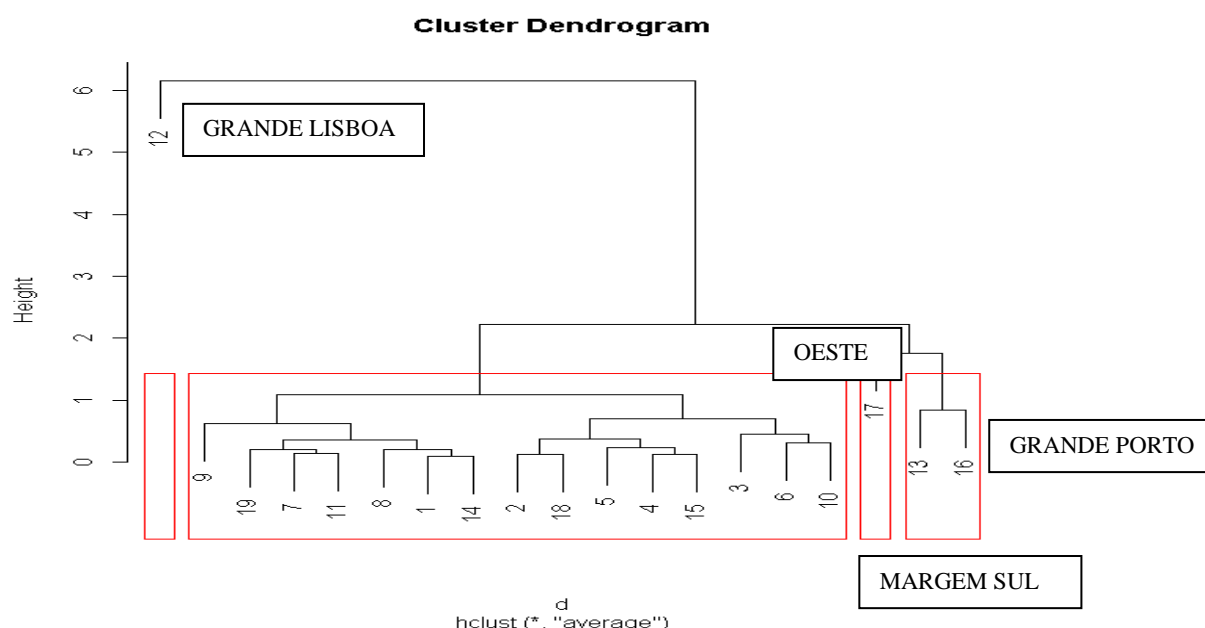 Cluster Dendrogram
Height
0 1 2 3 4 5 6
12
GRANDE LISBOA
OESTE
17
GRANDE PORTO
9 19 7 11 8 1 14 2 18 5 4 15 3 6 10 13 16
MARGEM SUL
d
hclust (*, "average")